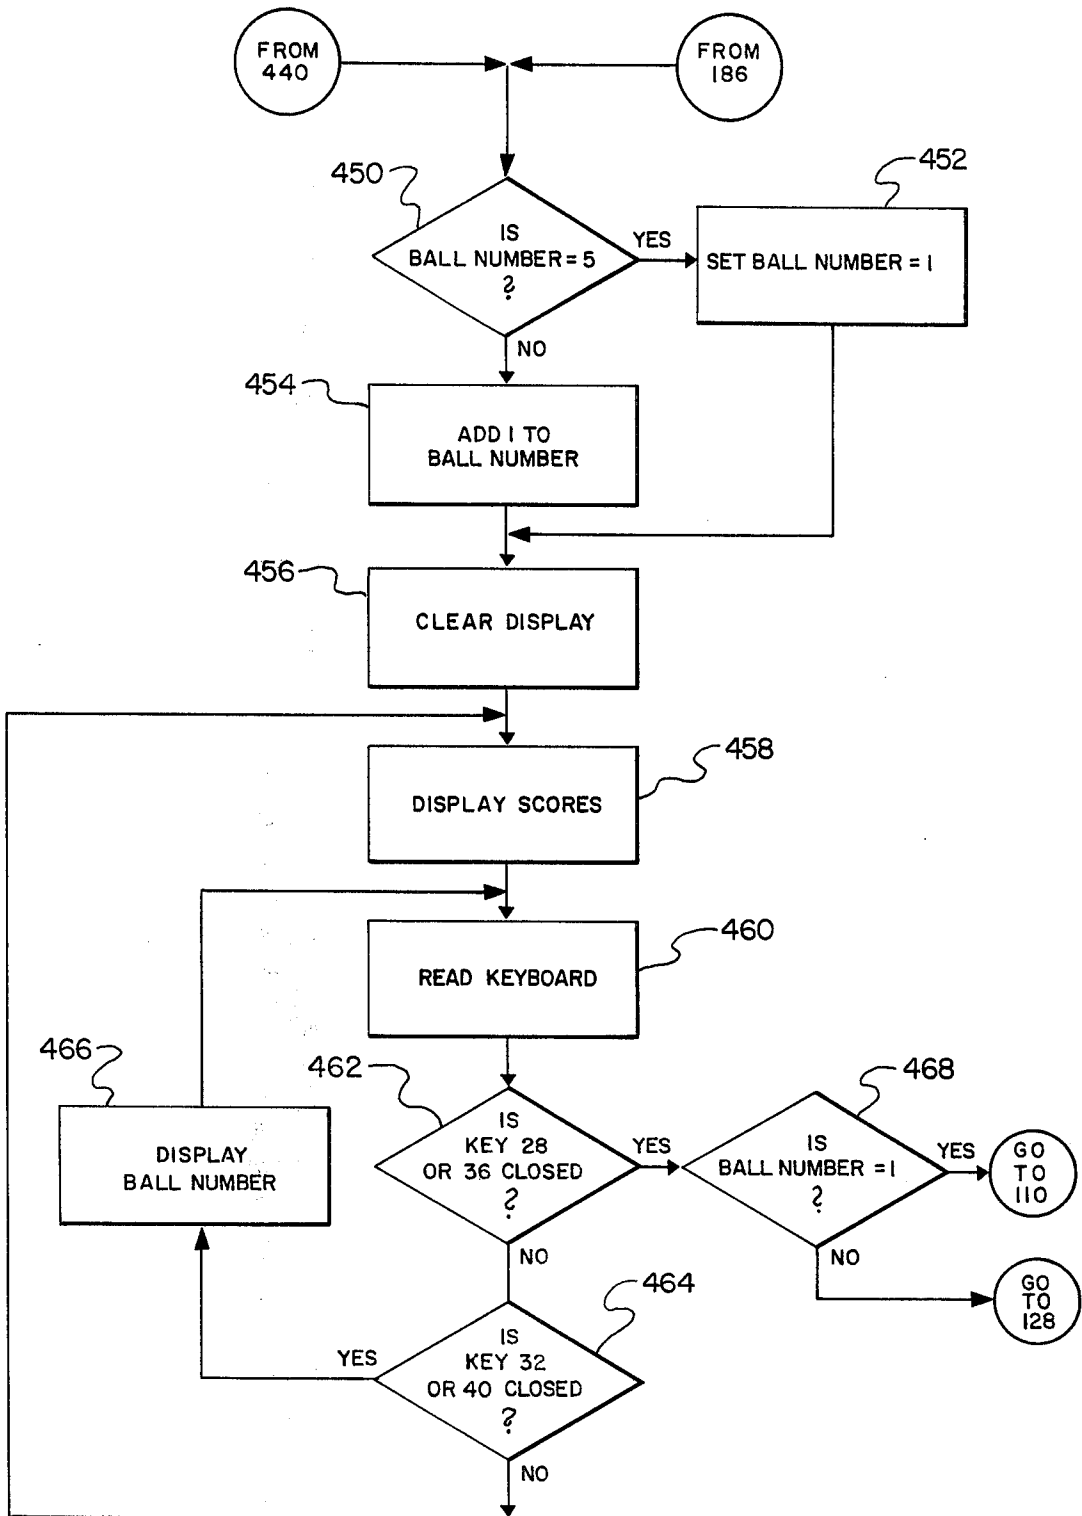 FROM
440
FROM
186
450
452
IS
BALL NUMBER = 5
?
YES
SET BALL NUMBER = 1
NO
454
ADD 1 TO
BALL NUMBER
456
CLEAR DISPLAY
458
DISPLAY SCORES
460
READ KEYBOARD
466
DISPLAY
BALL NUMBER
462
IS
KEY 28
OR 36 CLOSED
?
YES
468
IS
BALL NUMBER = 1
?
YES
GO
TO
110
NO
NO
GO
TO
128
464
YES
IS
KEY 32
OR 40 CLOSED
?
NO